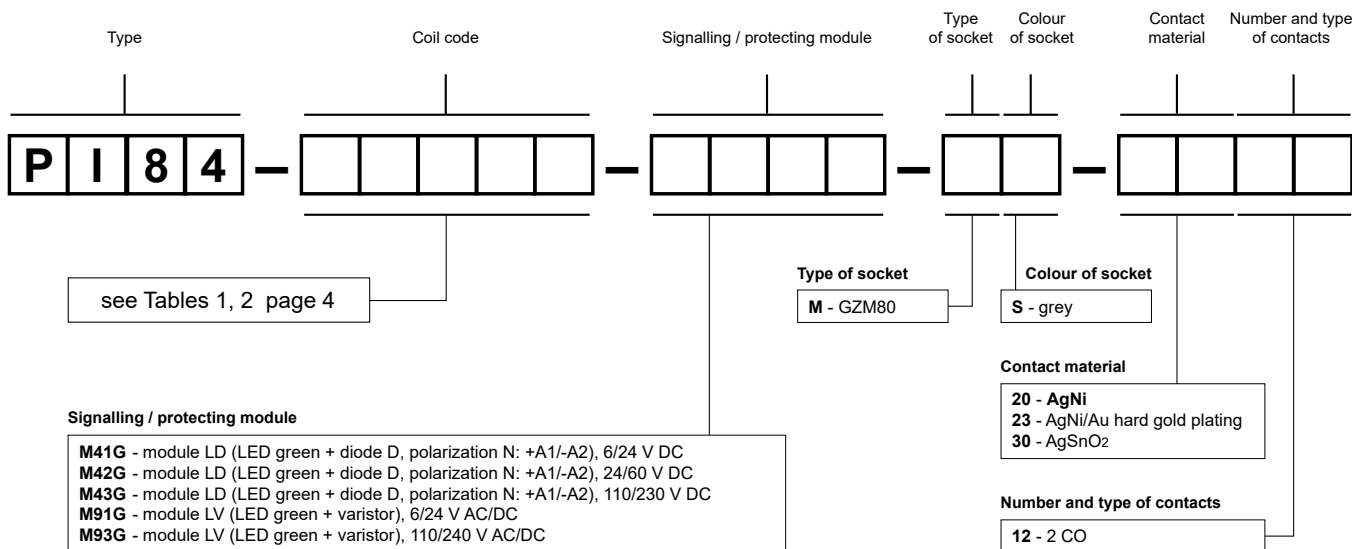 Type
Coil code
Signalling / protecting module
Type
of socket
Colour
of socket
Contact
material
Number and type
of contacts
P I 8 4 – – – –
see Tables 1, 2 page 4
Type of socket
M - GZM80
Colour of socket
S - grey
Contact material
20 - AgNi
23 - AgNi/Au hard gold plating
30 - AgSnO2
Signalling / protecting module
M41G - module LD (LED green + diode D, polarization N: +A1/-A2), 6/24 V DC
M42G - module LD (LED green + diode D, polarization N: +A1/-A2), 24/60 V DC
M43G - module LD (LED green + diode D, polarization N: +A1/-A2), 110/230 V DC
M91G - module LV (LED green + varistor), 6/24 V AC/DC
M93G - module LV (LED green + varistor), 110/240 V AC/DC
Number and type of contacts
12 - 2 CO